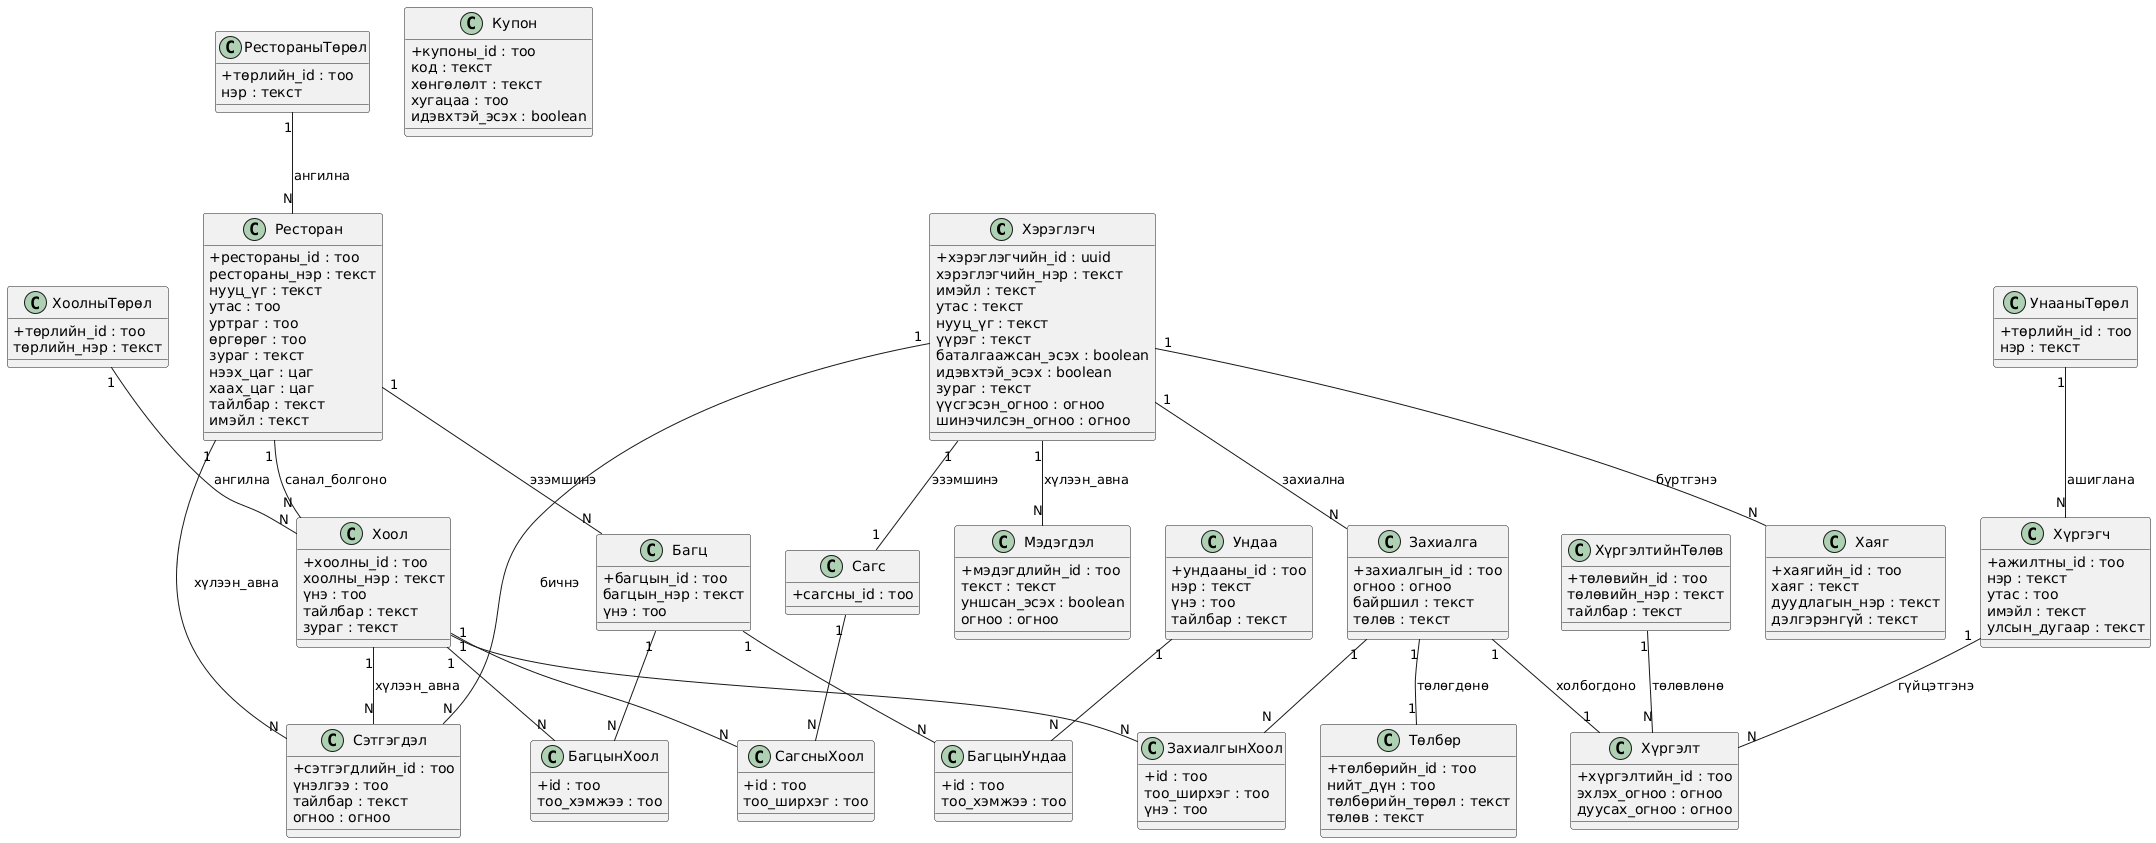 РестораныТөрөл
+төрлийн_id : тоо
нэр : текст
Купон
+купоны_id : тоо
код : текст
хөнгөлөлт : текст
хугацаа : тоо
идэвхтэй_эсэх : boolean
1
ангилна
N
Ресторан
+рестораны_id : тоо
рестораны_нэр : текст
нууц_үг : текст
утас : тоо
уртраг : тоо
өргөрөг : тоо
зураг : текст
нээх_цаг : цаг
хаах_цаг : цаг
тайлбар : текст
имэйл : текст
Хэрэглэгч
+хэрэглэгчийн_id : uuid
хэрэглэгчийн_нэр : текст
имэйл : текст
утас : текст
нууц_үг : текст
үүрэг : текст
баталгаажсан_эсэх : boolean
идэвхтэй_эсэх : boolean
зураг : текст
үүсгэсэн_огноо : огноо
шинэчилсэн_огноо : огноо
ХоолныТөрөл
+төрлийн_id : тоо
төрлийн_нэр : текст
УнааныТөрөл
+төрлийн_id : тоо
нэр : текст
1
1
1
1
1
1
1
1
1
1
1
ангилна
санал_болгоно
эзэмшинэ
эзэмшинэ
хүлээн_авна
захиална
бүртгэнэ
ашиглана
N
N
N
1
N
N
N
N
Хоол
+хоолны_id : тоо
хоолны_нэр : текст
үнэ : тоо
тайлбар : текст
зураг : текст
Багц
+багцын_id : тоо
багцын_нэр : текст
үнэ : тоо
Сагс
+сагсны_id : тоо
Мэдэгдэл
+мэдэгдлийн_id : тоо
текст : текст
уншсан_эсэх : boolean
огноо : огноо
Ундаа
+ундааны_id : тоо
нэр : текст
үнэ : тоо
тайлбар : текст
Захиалга
+захиалгын_id : тоо
огноо : огноо
байршил : текст
төлөв : текст
ХүргэлтийнТөлөв
+төлөвийн_id : тоо
төлөвийн_нэр : текст
тайлбар : текст
Хаяг
+хаягийн_id : тоо
хаяг : текст
дуудлагын_нэр : текст
дэлгэрэнгүй : текст
Хүргэгч
+ажилтны_id : тоо
нэр : текст
утас : тоо
имэйл : текст
улсын_дугаар : текст
хүлээн_авна
бичнэ
1
1
1
1
1
1
1
1
1
1
1
1
1
хүлээн_авна
төлөгдөнө
холбогдоно
төлөвлөнө
гүйцэтгэнэ
N
N
N
N
N
N
N
N
N
N
1
1
N
N
Сэтгэгдэл
+сэтгэгдлийн_id : тоо
үнэлгээ : тоо
тайлбар : текст
огноо : огноо
БагцынХоол
+id : тоо
тоо_хэмжээ : тоо
СагсныХоол
+id : тоо
тоо_ширхэг : тоо
БагцынУндаа
+id : тоо
тоо_хэмжээ : тоо
ЗахиалгынХоол
+id : тоо
тоо_ширхэг : тоо
үнэ : тоо
Төлбөр
+төлбөрийн_id : тоо
нийт_дүн : тоо
төлбөрийн_төрөл : текст
төлөв : текст
Хүргэлт
+хүргэлтийн_id : тоо
эхлэх_огноо : огноо
дуусах_огноо : огноо